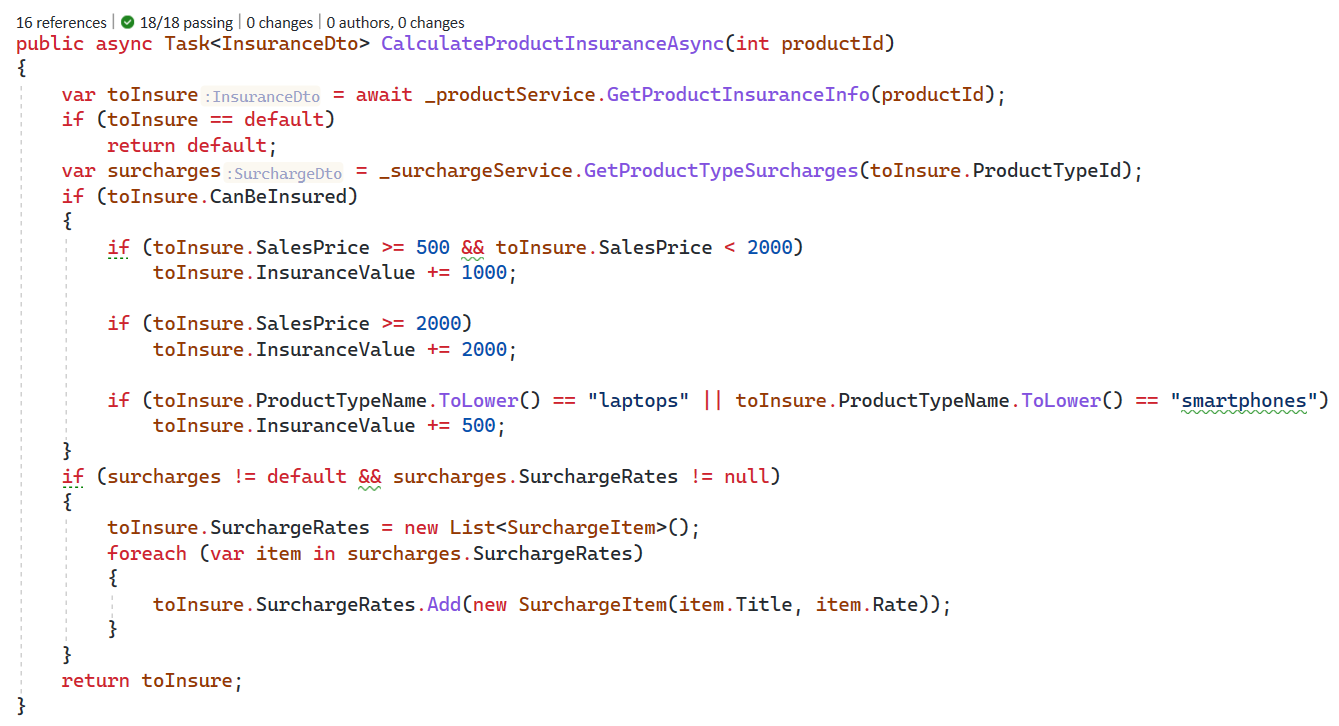 16 references | 18/18 passing | 0 changes | 0 authors, 0 changes
public async Task<InsuranceDto> CalculateProductInsuranceAsync(int productId)
{
    var toInsure :InsuranceDto = await _productService.GetProductInsuranceInfo(productId);
    if (toInsure == default)
        return default;
    var surcharges :SurchargeDto = _surchargeService.GetProductTypeSurcharges(toInsure.ProductTypeId);
    if (toInsure.CanBeInsured)
    {
        if (toInsure.SalesPrice >= 500 && toInsure.SalesPrice < 2000)
            toInsure.InsuranceValue += 1000;

        if (toInsure.SalesPrice >= 2000)
            toInsure.InsuranceValue += 2000;

        if (toInsure.ProductTypeName.ToLower() == "laptops" || toInsure.ProductTypeName.ToLower() == "smartphones")
            toInsure.InsuranceValue += 500;
    }
    if (surcharges != default && surcharges.SurchargeRates != null)
    {
        toInsure.SurchargeRates = new List<SurchargeItem>();
        foreach (var item in surcharges.SurchargeRates)
        {
            toInsure.SurchargeRates.Add(new SurchargeItem(item.Title, item.Rate));
        }
    }
    return toInsure;
}